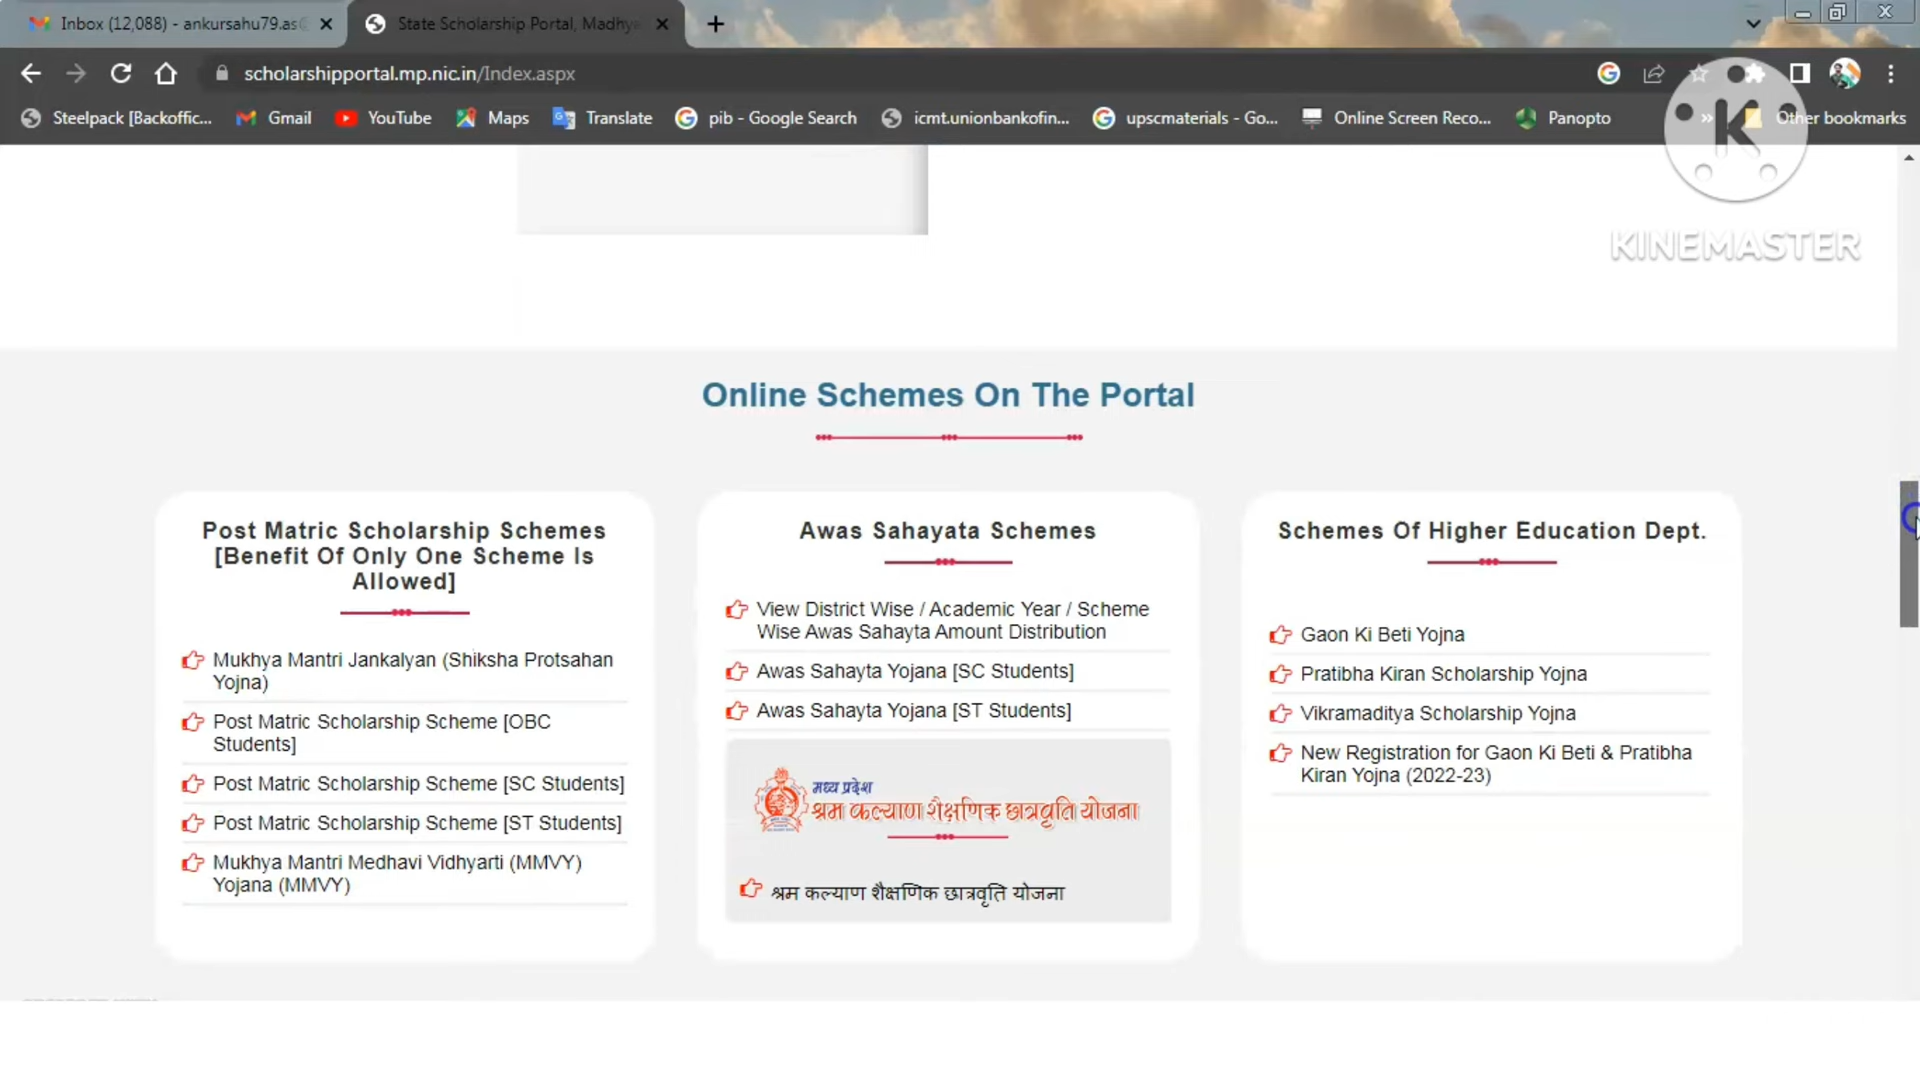 Inbox (12,088) - ankursahu79.as
State Scholarship Portal, Madhy
scholarshipportal.mp.nic.in/Index.aspx
Steelpack [Backoffic...
Gmail
YouTube
Maps
Translate
pib - Google Search
icmt.unionbankofin...
upscmaterials - Go...
Online Screen Reco...
Panopto
»
Other bookmarks
K
KINEMASTER
Online Schemes On The Portal
Post Matric Scholarship Schemes
[Benefit Of Only One Scheme Is
Allowed]
Mukhya Mantri Jankalyan (Shiksha Protsahan
Yojna)
Post Matric Scholarship Scheme [OBC
Students]
Post Matric Scholarship Scheme [SC Students]
Post Matric Scholarship Scheme [ST Students]
Mukhya Mantri Medhavi Vidhyarti (MMVY)
Yojana (MMVY)
Awas Sahayata Schemes
View District Wise / Academic Year / Scheme
Wise Awas Sahayta Amount Distribution
Awas Sahayta Yojana [SC Students]
Awas Sahayta Yojana [ST Students]
मध्य प्रदेश
श्रम कल्याण शैक्षणिक छात्रवृति योजना
श्रम कल्याण शैक्षणिक छात्रवृति योजना
Schemes Of Higher Education Dept.
Gaon Ki Beti Yojna
Pratibha Kiran Scholarship Yojna
Vikramaditya Scholarship Yojna
New Registration for Gaon Ki Beti & Pratibha
Kiran Yojna (2022-23)